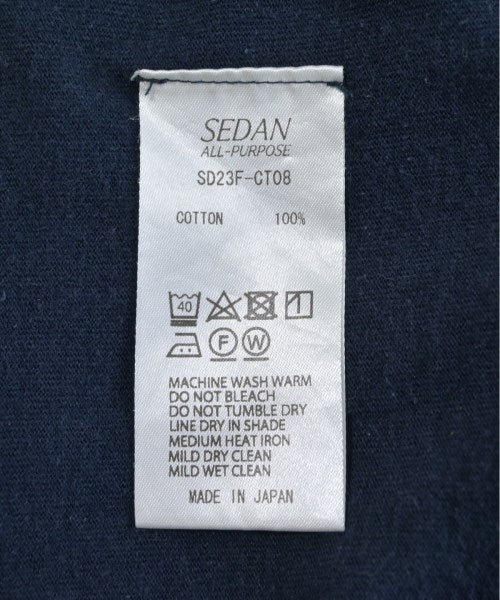 SEDAN
ALL-PURPOSE
SD23F-CT08
COTTON 100%
40
F W
MACHINE WASH WARM
DO NOT BLEACH
DO NOT TUMBLE DRY
LINE DRY IN SHADE
MEDIUM HEAT IRON
MILD DRY CLEAN
MILD WET CLEAN
MADE IN JAPAN